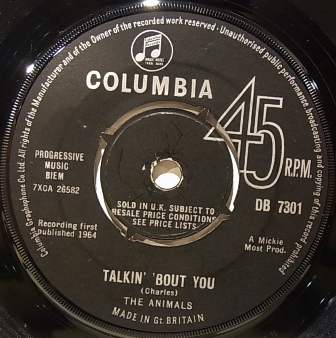 All rights of the manufacturer and of the Owner of the recorded work reserved · Unauthorised public performance, broadcasting and copying of this record prohibited
Columbia Graphophone Co. Ltd.
COLUMBIA
45
R.P.M.
PROGRESSIVE
MUSIC
BIEM
7XCA 26582
SOLD IN U.K. SUBJECT TO
RESALE PRICE CONDITIONS,
SEE PRICE LISTS
DB 7301
Recording first
published 1964
A Mickie
Most Prod.
TALKIN' 'BOUT YOU
(Charles)
THE ANIMALS
MADE IN Gt. BRITAIN